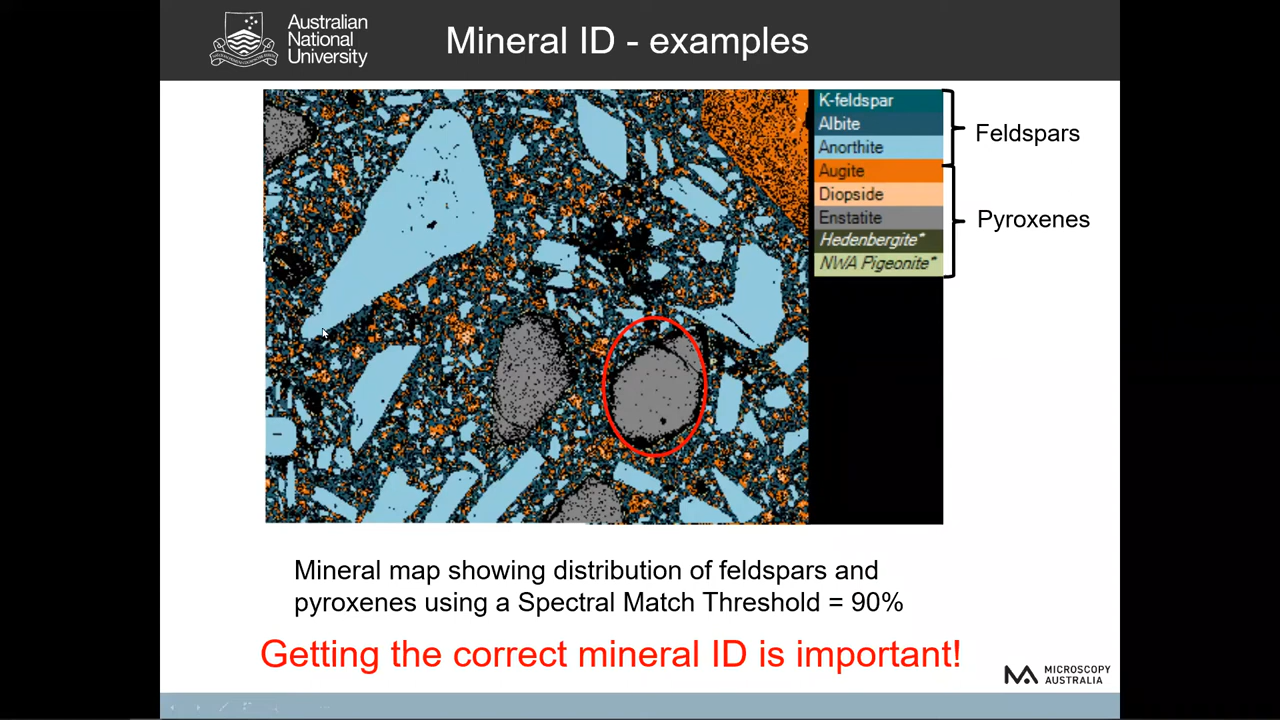 Australian
National
University
Mineral ID - examples
K-feldspar
Albite
Anorthite
Augite
Diopside
Enstatite
Hedenbergite*
NWA Pigeonite*
Feldspars
Pyroxenes
Mineral map showing distribution of feldspars and
pyroxenes using a Spectral Match Threshold = 90%
Getting the correct mineral ID is important!
MICROSCOPY
AUSTRALIA